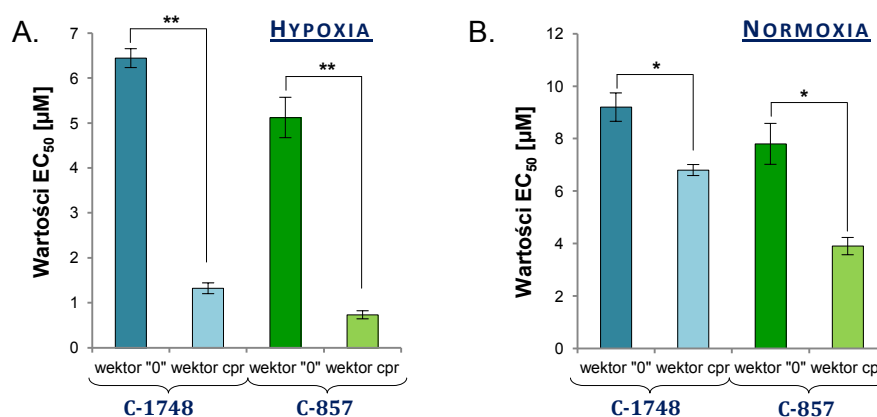 A.
HYPOXIA
Wartości EC50 [µM]
7
6
5
4
3
2
1
0
**
**
wektor "0" wektor cpr wektor "0" wektor cpr
C-1748
C-857
B.
NORMOXIA
Wartości EC50 [µM]
12
10
8
6
4
2
0
*
*
wektor "0" wektor cpr wektor "0" wektor cpr
C-1748
C-857